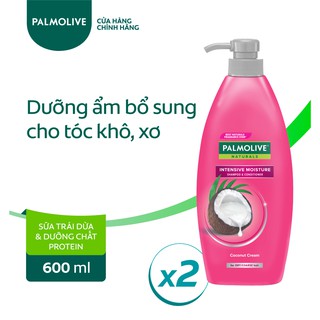 PALMOLIVE
CỬA HÀNG
CHÍNH HÃNG
Dưỡng ẩm bổ sung
cho tóc khô, xơ
SỮA TRÁI DỪA
& DƯỠNG CHẤT
PROTEIN
600 ml
x2
PALMOLIVE
NATURALS
INTENSIVE MOISTURE
SHAMPOO & CONDITIONER
Coconut Cream